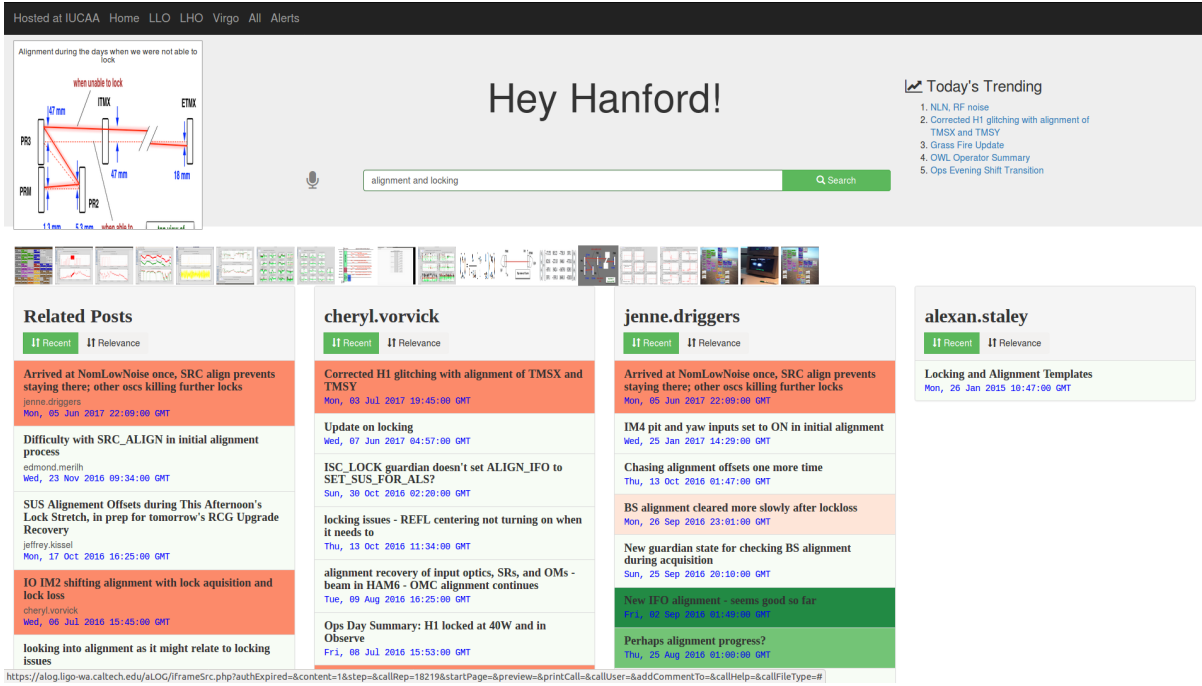 Hosted at IUCAA Home LLO LHO Virgo All Alerts
Alignment during the days when we were not able to
lock
when unable to lock
ITMX
ETMX
47 mm
PR3
47 mm
18 mm
PRM
PR2
1.3 mm
5.3 mm
when able to
Hey Hanford!
alignment and locking
Search
Today's Trending
1. NLN, RF noise
2. Corrected H1 glitching with alignment of
TMSX and TMSY
3. Grass Fire Update
4. OWL Operator Summary
5. Ops Evening Shift Transition
Related Posts
Recent Relevance
Arrived at NomLowNoise once, SRC align prevents
staying there; other oscs killing further locks
jenne.driggers
Mon, 05 Jun 2017 22:09:00 GMT
Difficulty with SRC_ALIGN in initial alignment
process
edmond.merilh
Wed, 23 Nov 2016 09:34:00 GMT
SUS Alignement Offsets during This Afternoon's
Lock Stretch, in prep for tomorrow's RCG Upgrade
Recovery
jeffrey.kissel
Mon, 17 Oct 2016 16:25:00 GMT
IO IM2 shifting alignment with lock aquisition and
lock loss
cheryl.vorvick
Wed, 06 Jul 2016 15:45:00 GMT
looking into alignment as it might relate to locking
issues
cheryl.vorvick
Recent Relevance
Corrected H1 glitching with alignment of TMSX and
TMSY
Mon, 03 Jul 2017 19:45:00 GMT
Update on locking
Wed, 07 Jun 2017 04:57:00 GMT
ISC_LOCK guardian doesn't set ALIGN_IFO to
SET_SUS_FOR_ALS?
Sun, 30 Oct 2016 02:20:00 GMT
locking issues - REFL centering not turning on when
it needs to
Thu, 13 Oct 2016 11:34:00 GMT
alignment recovery of input optics, SRs, and OMs -
beam in HAM6 - OMC alignment continues
Tue, 09 Aug 2016 16:25:00 GMT
Ops Day Summary: H1 locked at 40W and in
Observe
Fri, 08 Jul 2016 15:53:00 GMT
jenne.driggers
Recent Relevance
Arrived at NomLowNoise once, SRC align prevents
staying there; other oscs killing further locks
Mon, 05 Jun 2017 22:09:00 GMT
IM4 pit and yaw inputs set to ON in initial alignment
Wed, 25 Jan 2017 14:29:00 GMT
Chasing alignment offsets one more time
Thu, 13 Oct 2016 01:47:00 GMT
BS alignment cleared more slowly after lockloss
Mon, 26 Sep 2016 23:01:00 GMT
New guardian state for checking BS alignment
during acquisition
Sun, 25 Sep 2016 20:10:00 GMT
New IFO alignment - seems good so far
Fri, 02 Sep 2016 01:49:00 GMT
Perhaps alignment progress?
Thu, 25 Aug 2016 01:00:00 GMT
alexan.staley
Recent Relevance
Locking and Alignment Templates
Mon, 26 Jan 2015 10:47:00 GMT
https://alog.ligo-wa.caltech.edu/aLOG/iframeSrc.php?authExpired=&content=1&step=&callRep=18219&startPage=&preview=&printCall=&callUser=&addCommentTo=&callHelp=&callFileType=#